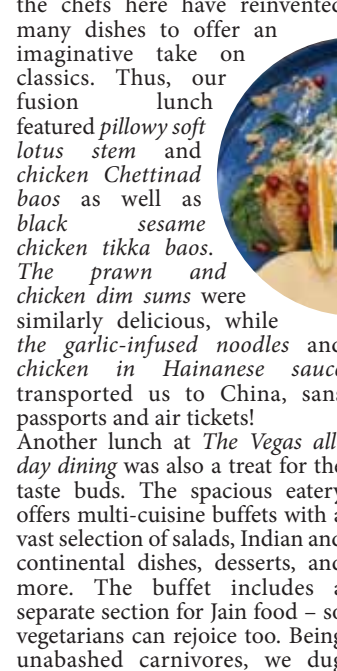 the chefs here have reinvented
many dishes to offer an
imaginative take on
classics. Thus, our
fusion lunch
featured pillowy soft
lotus stem and
chicken Chettinad
baos as well as
black sesame
chicken tikka baos.
The prawn and
chicken dim sums were
similarly delicious, while
the garlic-infused noodles and
chicken in Hainanese sauce
transported us to China, sans
passports and air tickets!
Another lunch at The Vegas all-
day dining was also a treat for the
taste buds. The spacious eatery
offers multi-cuisine buffets with a
vast selection of salads, Indian and
continental dishes, desserts, and
more. The buffet includes a
separate section for Jain food – so
vegetarians can rejoice too. Being
unabashed carnivores, we dug